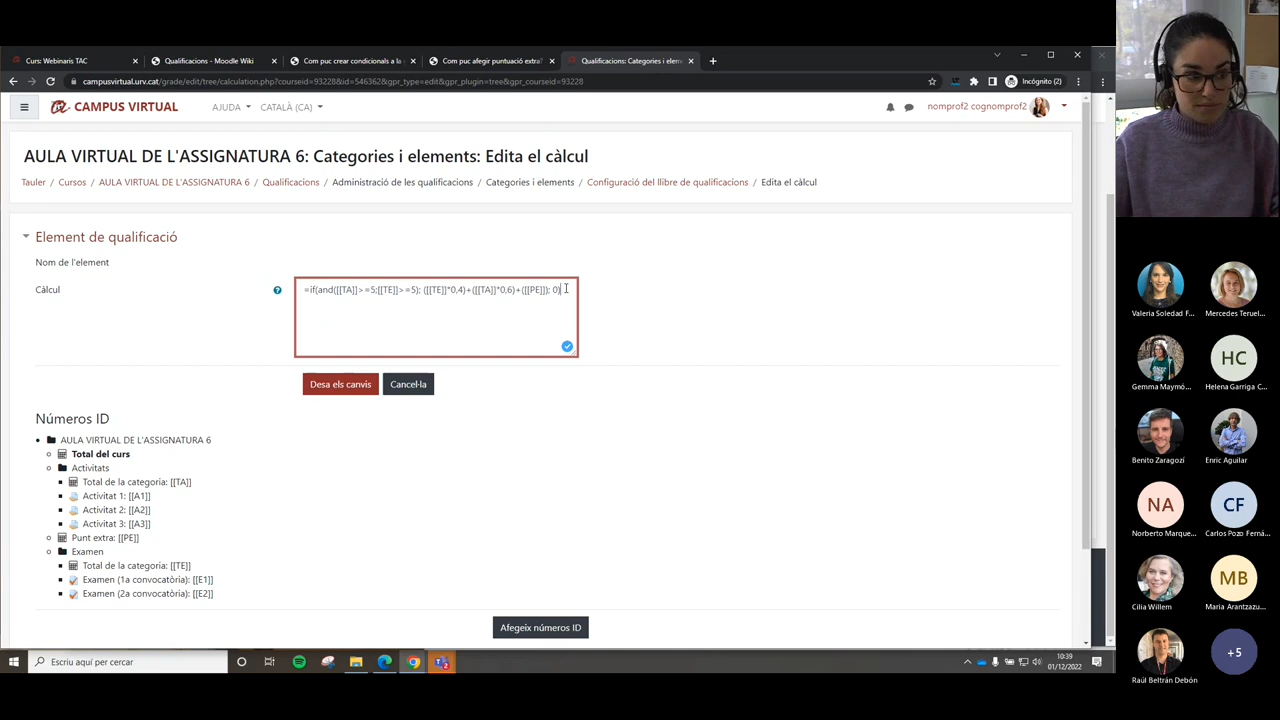 Curs: Webinaris TAC
Qualificacions - Moodle Wiki
Com puc crear condicionals a la
Com puc afegir puntuació extra?
Qualificacions: Categories i elem
campusvirtual.urv.cat/grade/edit/tree/calculation.php?courseid=93228&id=546362&gpr_type=edit&gpr_plugin=tree&gpr_courseid=93228
Incógnito (2)
CAMPUS VIRTUAL
AJUDA
CATALÀ (CA)
nomprof2 cognomprof2
AULA VIRTUAL DE L'ASSIGNATURA 6: Categories i elements: Edita el càlcul
Tauler / Cursos / AULA VIRTUAL DE L'ASSIGNATURA 6 / Qualificacions / Administració de les qualificacions / Categories i elements / Configuració del llibre de qualificacions / Edita el càlcul
Element de qualificació
Nom de l'element
Càlcul
=if(and([[TA]]>=5;[[TE]]>=5); ([[TE]]*0,4)+([[TA]]*0,6)+([[PE]]); 0)
Desa els canvis
Cancel·la
Números ID
AULA VIRTUAL DE L'ASSIGNATURA 6
Total del curs
Activitats
Total de la categoria: [[TA]]
Activitat 1: [[A1]]
Activitat 2: [[A2]]
Activitat 3: [[A3]]
Punt extra: [[PE]]
Examen
Total de la categoria: [[TE]]
Examen (1a convocatòria): [[E1]]
Examen (2a convocatòria): [[E2]]
Afegeix números ID
Escriu aquí per cercar
10:39
01/12/2022
Valeria Soledad F...
Mercedes Teruel...
Gemma Maymó...
HC
Helena Garriga C...
Benito Zaragozí
Enric Aguilar
NA
Norberto Marque...
CF
Carlos Pozo Ferná...
Cilia Willem
MB
Maria Arantzazu...
Raúl Beltrán Debón
+5